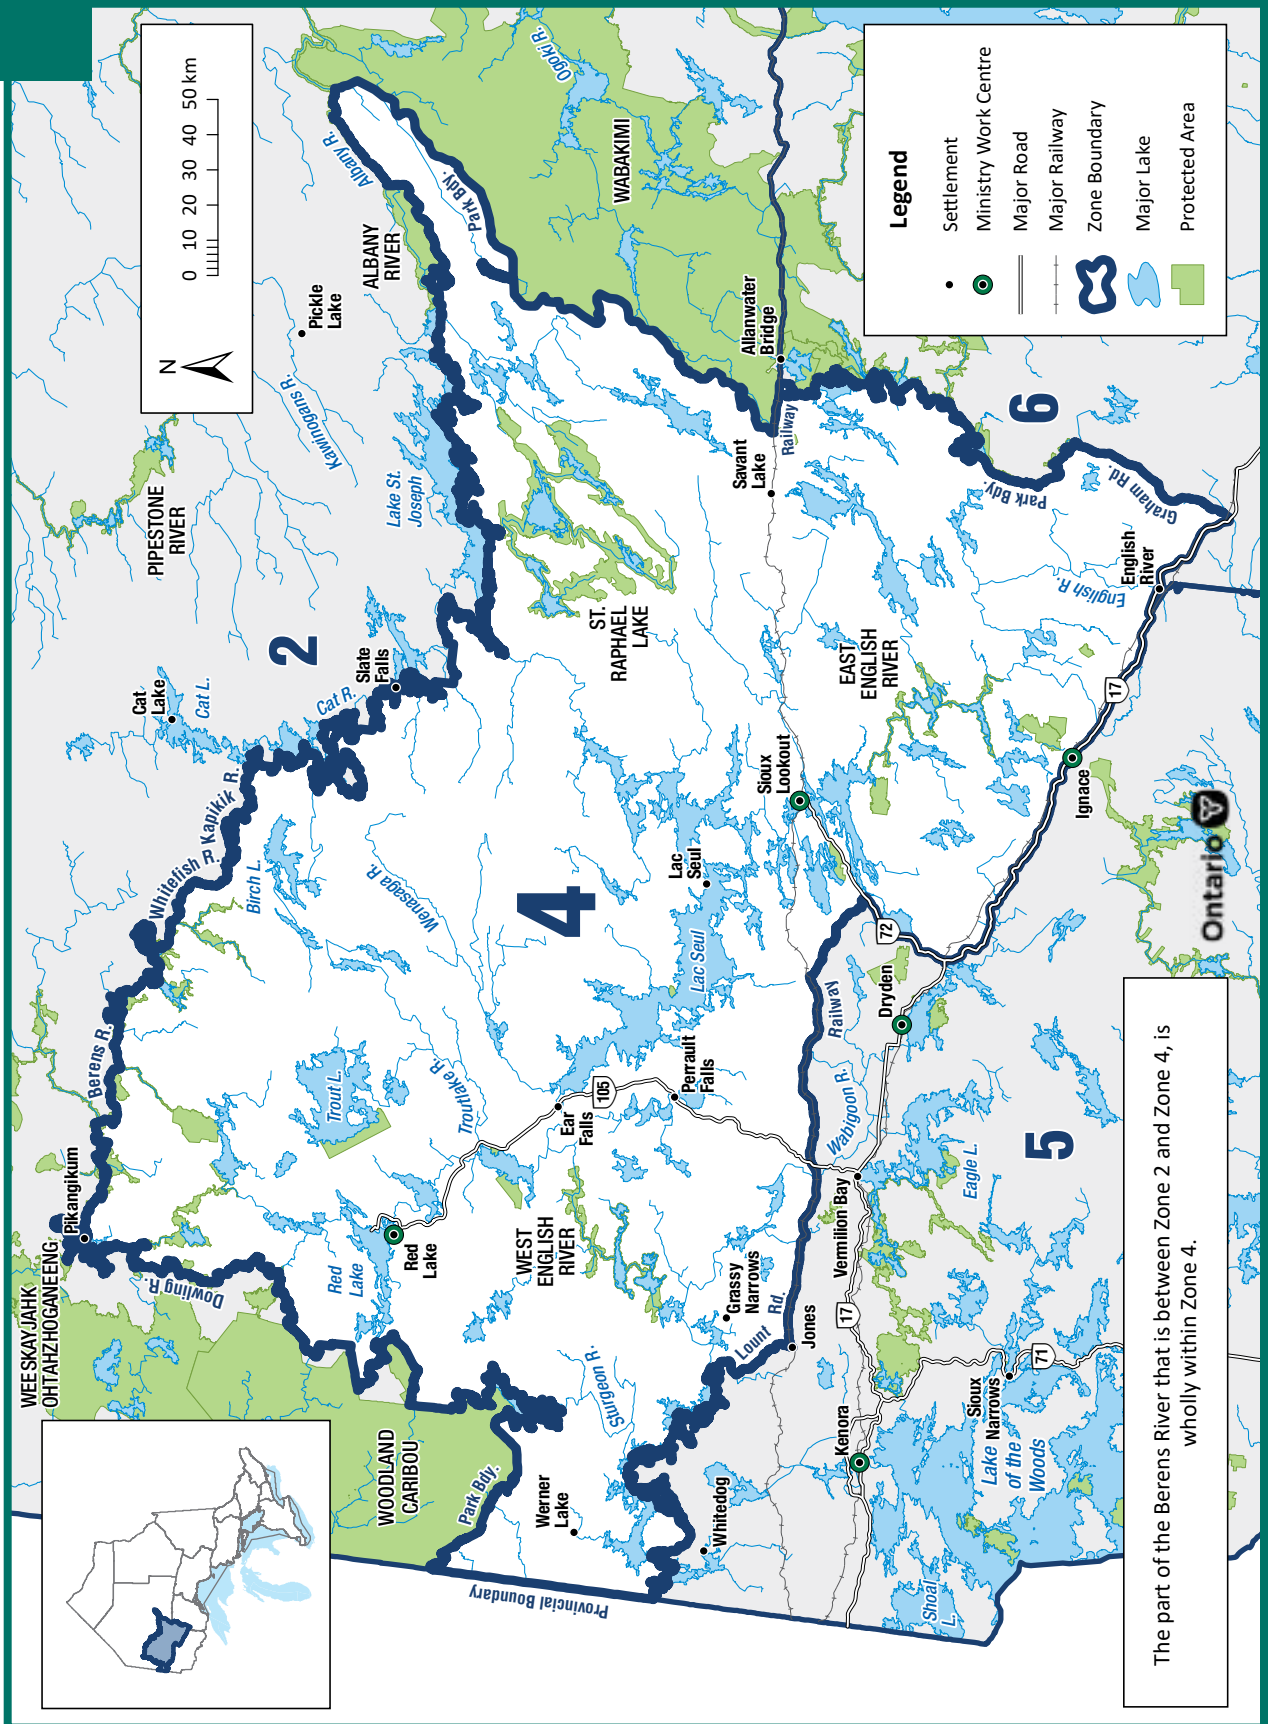 WEESKAYJAHK
OHTAHZHOGANEENG
Pikangikum
Berens R.
Whitefish R.
Kapikik R.
Cat
Lake
Cat L.
2
Cat R.
Slate
Falls
PIPESTONE
RIVER
Kawinogans R.
Pickle
Lake
Lake St.
Joseph
ALBANY
RIVER
Albany R.
Park Bdy.
Ogoki R.
WABAKIMI
N
0 10 20 30 40 50 km
Dowling R.
WOODLAND
CARIBOU
Park Bdy.
Provincial Boundary
Werner
Lake
Whitedog
Sturgeon R.
Red
Lake
Red
Lake
Trout L.
Troutlake R.
Birch L.
Wenasaga R.
4
WEST
ENGLISH
RIVER
Ear
Falls
105
Perrault
Falls
Lac Seul
Lac
Seul
Grassy
Narrows
Lount Rd.
Jones
ST.
RAPHAEL
LAKE
Sioux
Lookout
Savant
Lake
Railway
Allanwater
Bridge
EAST
ENGLISH
RIVER
Park Bdy.
6
Graham Rd.
English
River
English R.
17
Ignace
72
Railway
Dryden
Wabigoon R.
Vermilion Bay
17
Eagle L.
5
Kenora
Sioux
Narrows
71
Lake
of the
Woods
Shoal
L.
Legend
Settlement
Ministry Work Centre
Major Road
Major Railway
Zone Boundary
Major Lake
Protected Area
The part of the Berens River that is between Zone 2 and Zone 4, is
wholly within Zone 4.
Ontario